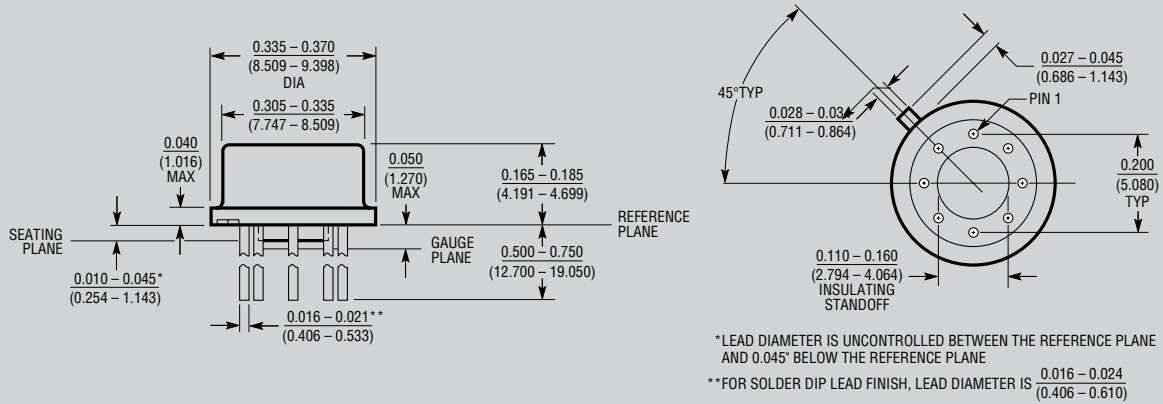 0.335 – 0.370
(8.509 – 9.398)
DIA
0.305 – 0.335
(7.747 – 8.509)
0.040
(1.016)
MAX
0.050
(1.270)
MAX
0.165 – 0.185
(4.191 – 4.699)
SEATING
PLANE
REFERENCE
PLANE
GAUGE
PLANE
0.500 – 0.750
(12.700 – 19.050)
0.010 – 0.045*
(0.254 – 1.143)
0.016 – 0.021**
(0.406 – 0.533)
0.027 – 0.045
(0.686 – 1.143)
45°TYP
PIN 1
0.028 – 0.03
(0.711 – 0.864)
0.200
(5.080)
TYP
0.110 – 0.160
(2.794 – 4.064)
INSULATING
STANDOFF
*LEAD DIAMETER IS UNCONTROLLED BETWEEN THE REFERENCE PLANE
AND 0.045" BELOW THE REFERENCE PLANE
**FOR SOLDER DIP LEAD FINISH, LEAD DIAMETER IS 0.016 – 0.024
(0.406 – 0.610)